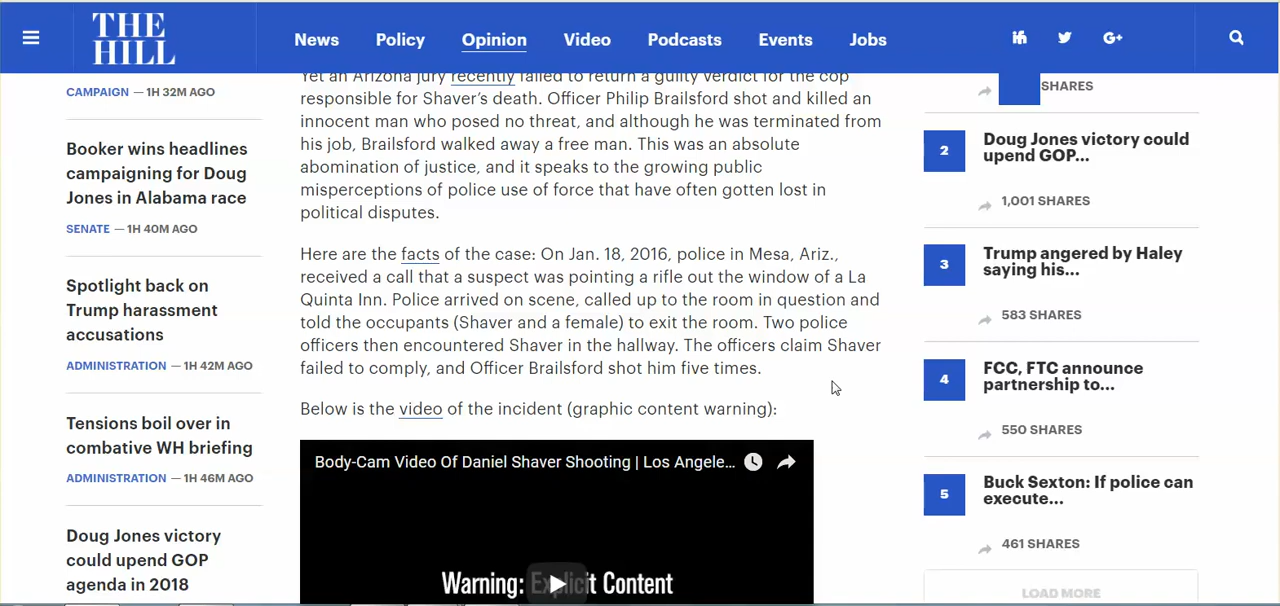 THE
HILL
News Policy Opinion Video Podcasts Events Jobs
CAMPAIGN — 1H 32M AGO
Booker wins headlines
campaigning for Doug
Jones in Alabama race
SENATE — 1H 40M AGO
Spotlight back on
Trump harassment
accusations
ADMINISTRATION — 1H 42M AGO
Tensions boil over in
combative WH briefing
ADMINISTRATION — 1H 46M AGO
Doug Jones victory
could upend GOP
agenda in 2018
Yet an Arizona jury recently failed to return a guilty verdict for the cop
responsible for Shaver's death. Officer Philip Brailsford shot and killed an
innocent man who posed no threat, and although he was terminated from
his job, Brailsford walked away a free man. This was an absolute
abomination of justice, and it speaks to the growing public
misperceptions of police use of force that have often gotten lost in
political disputes.
Here are the facts of the case: On Jan. 18, 2016, police in Mesa, Ariz.,
received a call that a suspect was pointing a rifle out the window of a La
Quinta Inn. Police arrived on scene, called up to the room in question and
told the occupants (Shaver and a female) to exit the room. Two police
officers then encountered Shaver in the hallway. The officers claim Shaver
failed to comply, and Officer Brailsford shot him five times.
Below is the video of the incident (graphic content warning):
Body-Cam Video Of Daniel Shaver Shooting | Los Angele...
Warning: Explicit Content
SHARES
2
Doug Jones victory could
upend GOP...
1,001 SHARES
3
Trump angered by Haley
saying his...
583 SHARES
4
FCC, FTC announce
partnership to...
550 SHARES
5
Buck Sexton: If police can
execute...
461 SHARES
LOAD MORE